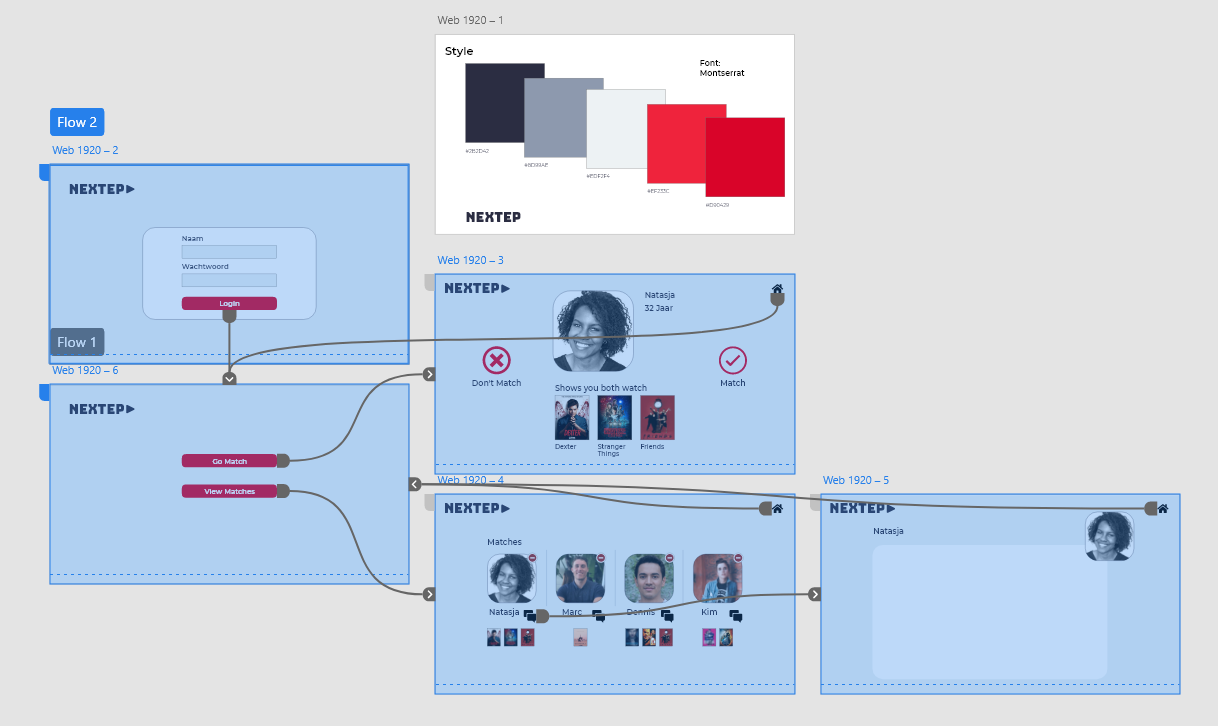 Web 1920 – 1
Style
Font:
Montserrat
#2B2D42
#8D99AE
#EDF2F4
#EF233C
#D90429
NEXTEP
Flow 2
Web 1920 – 2
NEXTEP
Naam
Wachtwoord
Login
Flow 1
Web 1920 – 6
NEXTEP
Go Match
View Matches
Web 1920 – 3
NEXTEP
Natasja
32 Jaar
Don't Match
Match
Shows you both watch
Dexter
Stranger
Things
Friends
Web 1920 – 4
NEXTEP
Matches
Natasja
Marc
Dennis
Kim
Web 1920 – 5
NEXTEP
Natasja